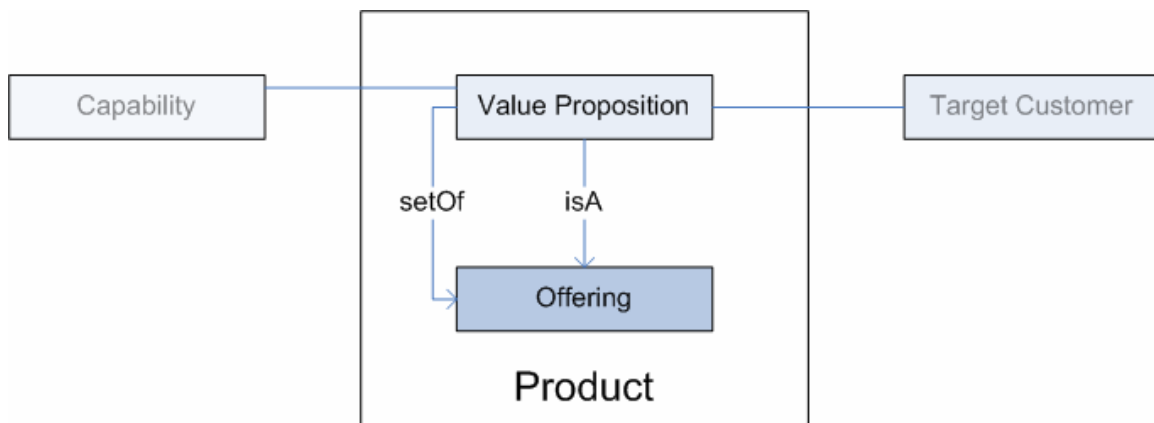 Capability
Value Proposition
Target Customer
setOf
isA
Offering
Product